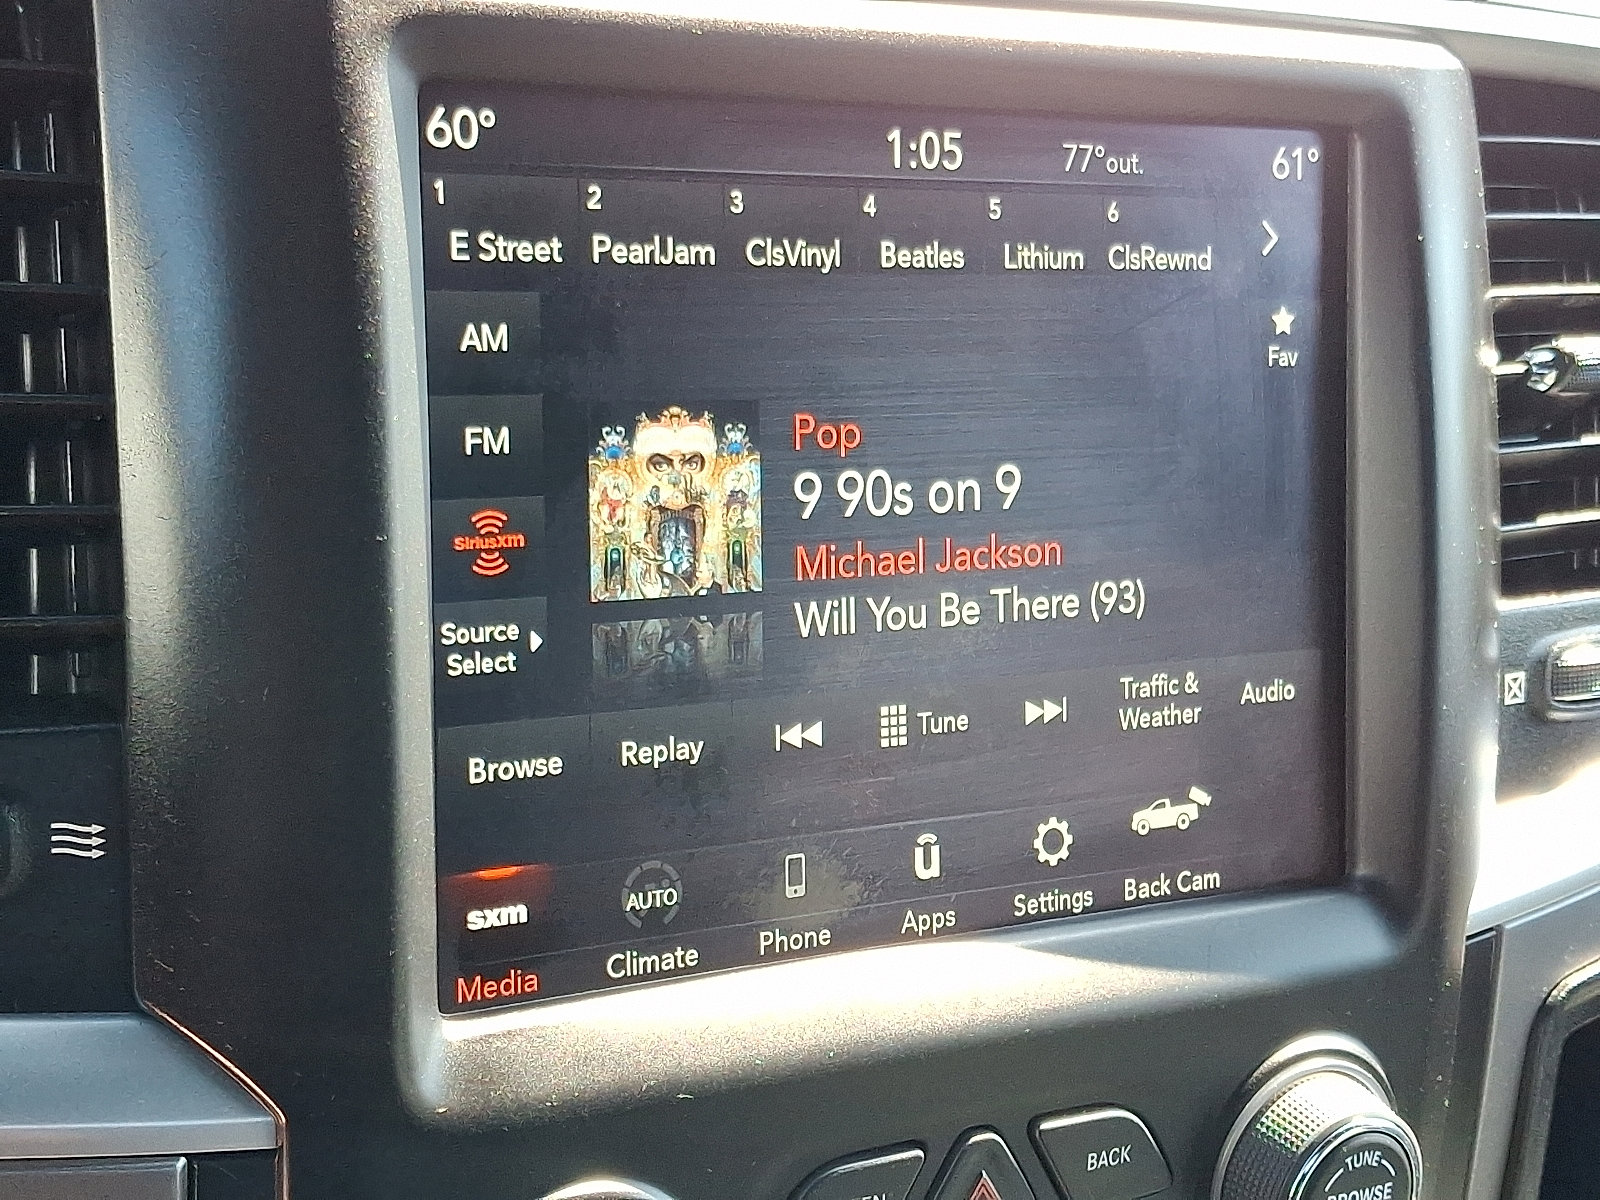 60° 1:05 77°out. 61°
1 2 3 4 5 6
E Street PearlJam ClsVinyl Beatles Lithium ClsRewnd
AM
Fav
FM
Pop
9 90s on 9
SiriusXm
Michael Jackson
Will You Be There (93)
Source
Select
Browse Replay Tune Traffic &
Weather Audio
sxm AUTO
Media Climate Phone Apps Settings Back Cam
BACK
TUNE
BROWSE